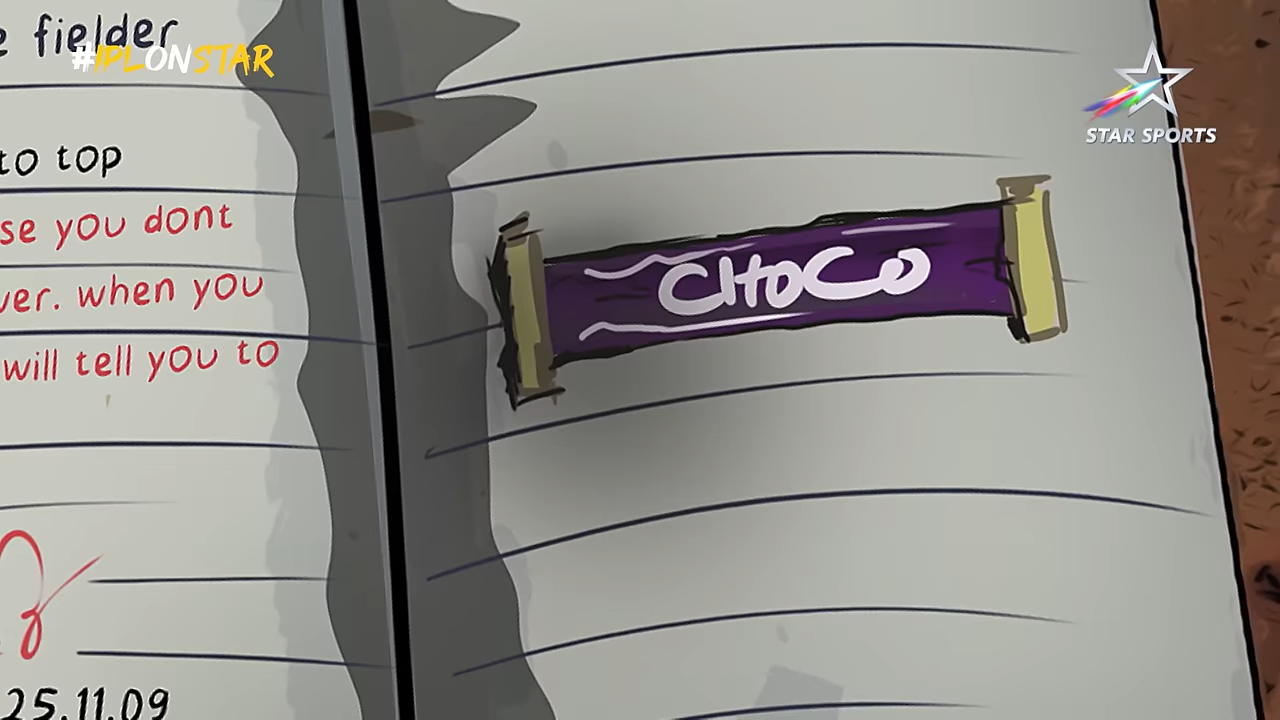 fielder
#IPLONSTAR
to top
se you dont
ver. when you
will tell you to
25.11.09
CHOCO
STAR SPORTS